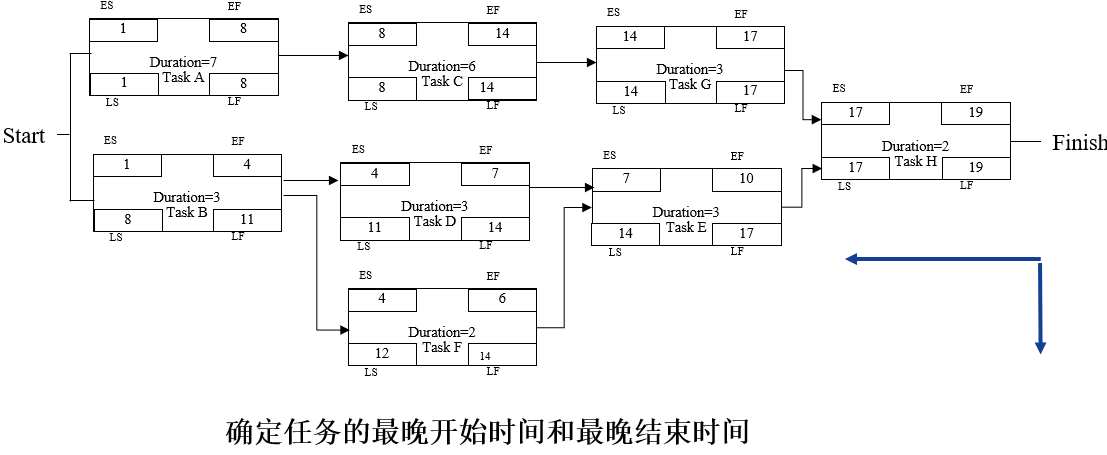 Start
ES EF
1 8
Duration=7
Task A
1 8
LS LF
ES EF
8 14
Duration=6
Task C
8 14
LS LF
ES EF
14 17
Duration=3
Task G
14 17
LS LF
ES EF
17 19
Duration=2
Task H
17 19
LS LF
Finish
ES EF
1 4
Duration=3
Task B
8 11
LS LF
ES EF
4 7
Duration=3
Task D
11 14
LS LF
ES EF
7 10
Duration=3
Task E
14 17
LS LF
ES EF
4 6
Duration=2
Task F
12 14
LS LF
确定任务的最晚开始时间和最晚结束时间